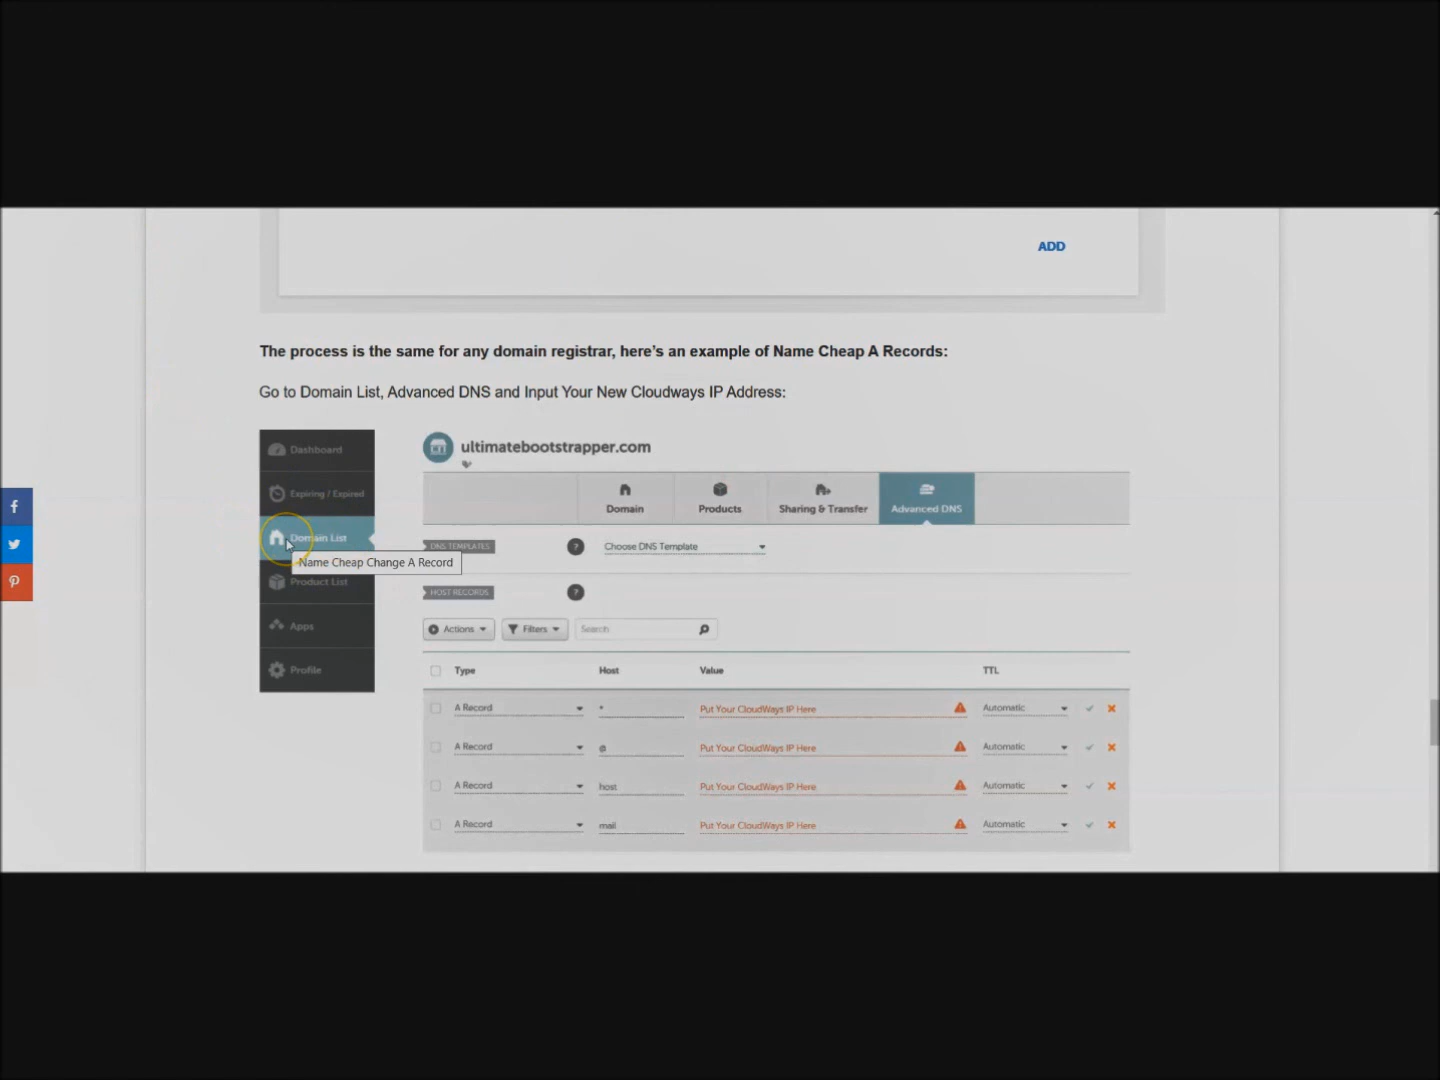 ADD
The process is the same for any domain registrar, here's an example of Name Cheap A Records:
Go to Domain List, Advanced DNS and Input Your New Cloudways IP Address:
Dashboard
Expiring / Expired
Domain List
Name Cheap Change A Record
Product List
Apps
Profile
ultimatebootstrapper.com
Domain Products Sharing & Transfer Advanced DNS
DNS TEMPLATES ? Choose DNS Template
HOST RECORDS ?
Actions Filters Search
Type Host Value TTL
A Record * Put Your CloudWays IP Here Automatic
A Record @ Put Your CloudWays IP Here Automatic
A Record host Put Your CloudWays IP Here Automatic
A Record mail Put Your CloudWays IP Here Automatic